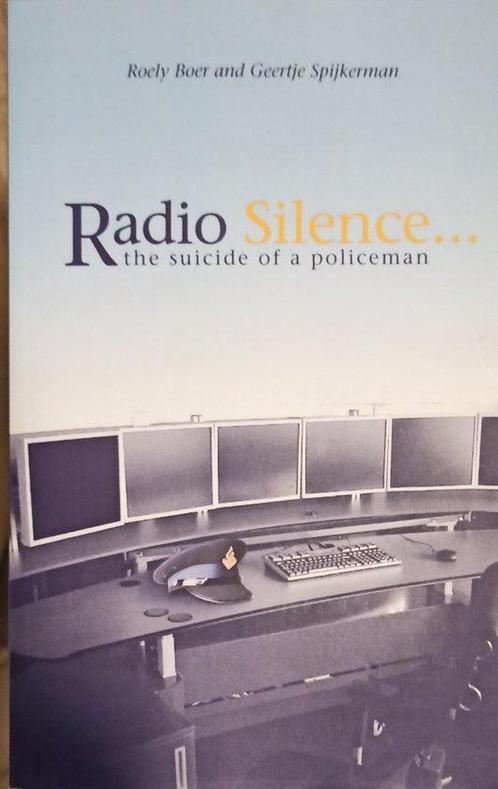 Roely Boer and Geertje Spijkerman
Radio Silence...
the suicide of a policeman